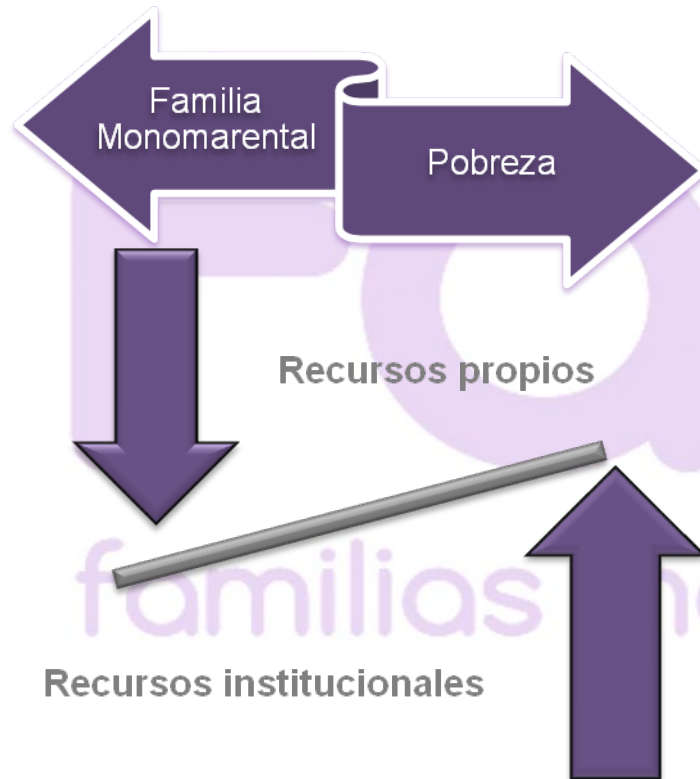 Familia
Monomarental
Pobreza
Recursos propios
familias
Recursos institucionales